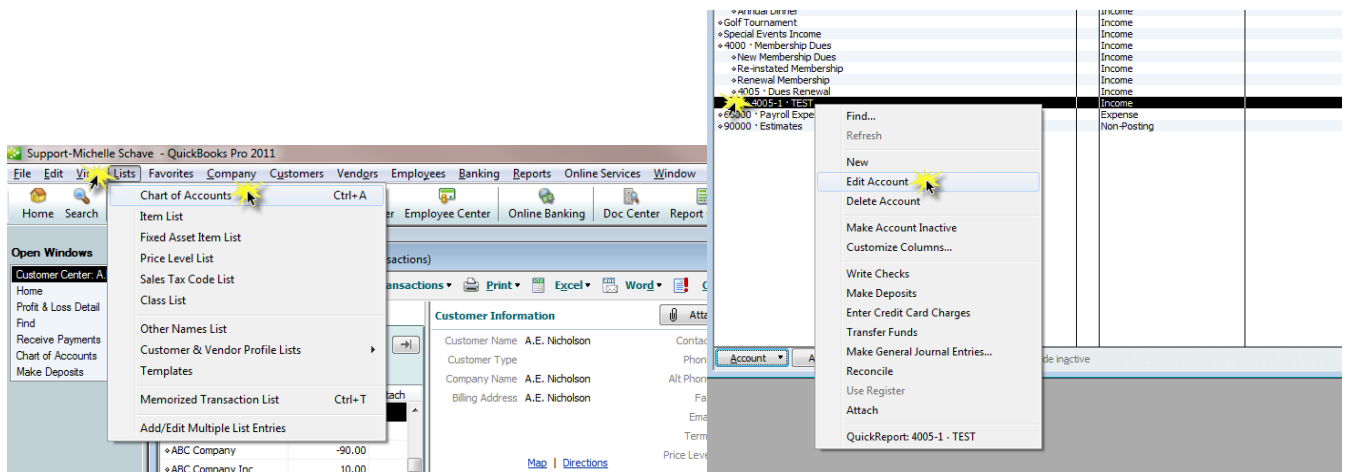 Annual Dinner Income
Golf Tournament Income
Special Events Income Income
4000 · Membership Dues Income
New Membership Dues Income
Re-instated Membership Income
Renewal Membership Income
4005 · Dues Renewal Income
4005-1 · TEST Income
· Payroll Expe Expense
90000 · Estimates Non-Posting
Find...
Refresh
New
Edit Account
Delete Account
Make Account Inactive
Customize Columns...
Write Checks
Make Deposits
Enter Credit Card Charges
Transfer Funds
Make General Journal Entries...
Reconcile
Use Register
Attach
QuickReport: 4005-1 · TEST
Account A de inactive
Support-Michelle Schave - QuickBooks Pro 2011
File Edit View Lists Favorites Company Customers Vendors Employees Banking Reports Online Services Window
Home Search er Employee Center Online Banking Doc Center Report
Chart of Accounts Ctrl+A
Item List
Fixed Asset Item List
Price Level List
Sales Tax Code List
Class List
Other Names List
Customer & Vendor Profile Lists
Templates
Memorized Transaction List Ctrl+T
Add/Edit Multiple List Entries
Open Windows
Customer Center: A.
Home
Profit & Loss Detail
Find
Receive Payments
Chart of Accounts
Make Deposits
sactions)
ansactions Print Excel Word
Customer Information Atta
Customer Name A.E. Nicholson Contac
Customer Type Phon
Company Name A.E. Nicholson Alt Phon
Billing Address A.E. Nicholson Fa
Ema
Term
Price Leve
Map | Directions
tach
ABC Company -90.00
ABC Company Inc 10.00